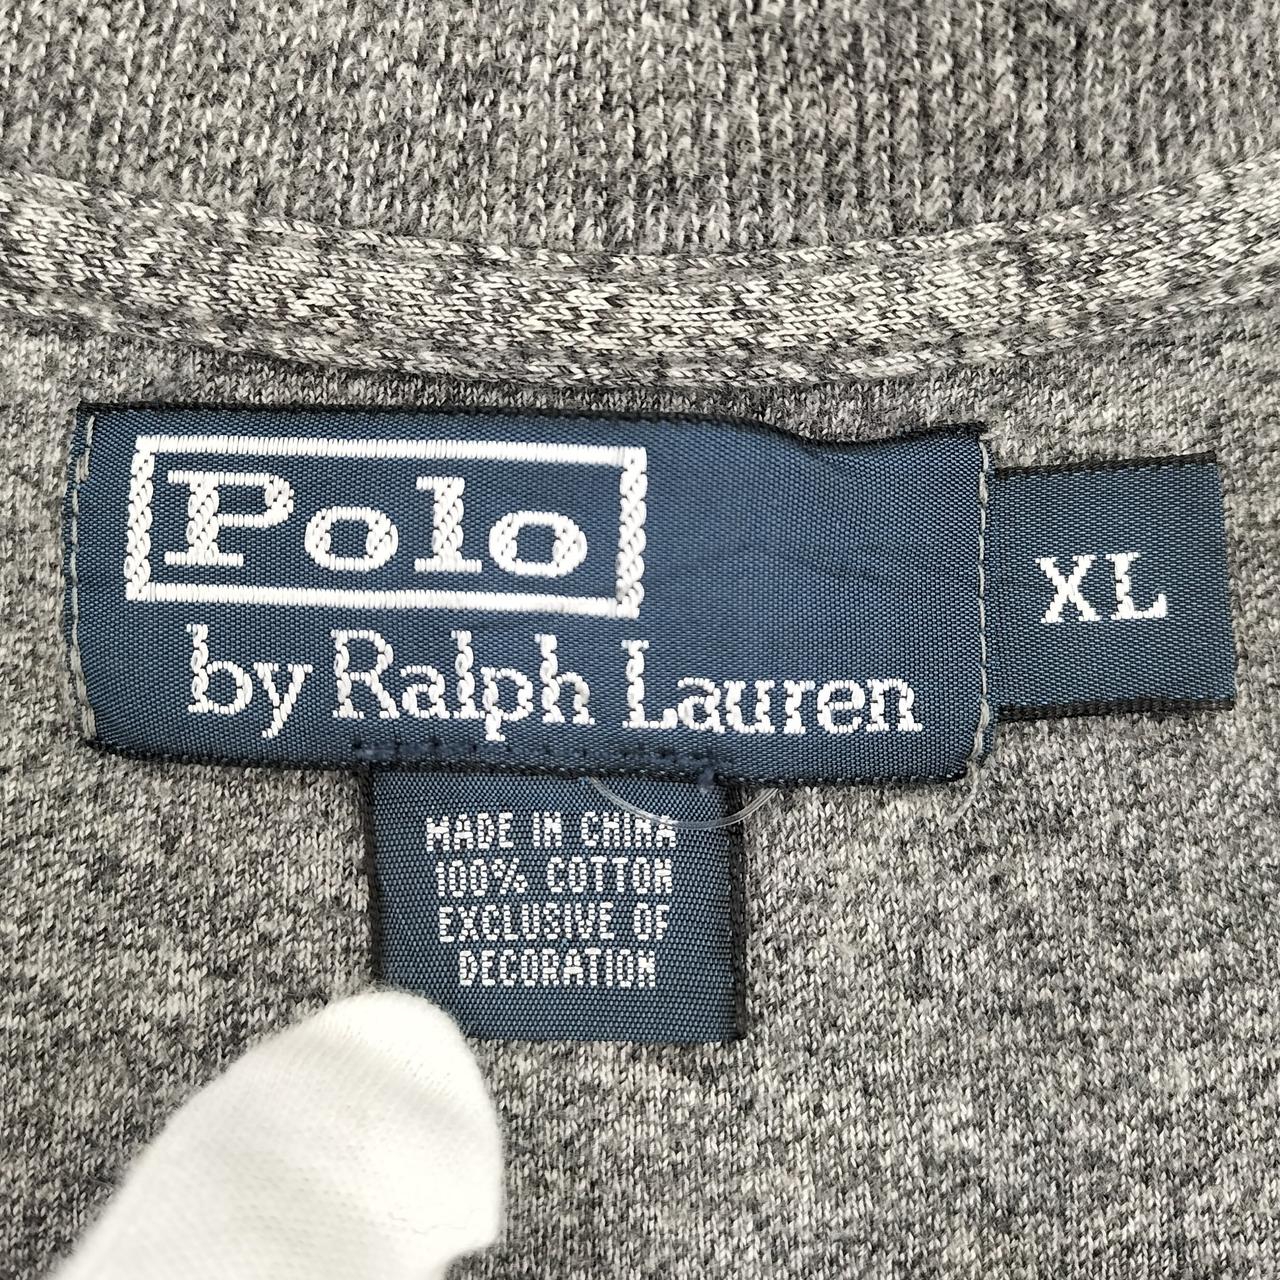 Polo
by Ralph Lauren
XL
MADE IN CHINA
100% COTTON
EXCLUSIVE OF
DECORATION